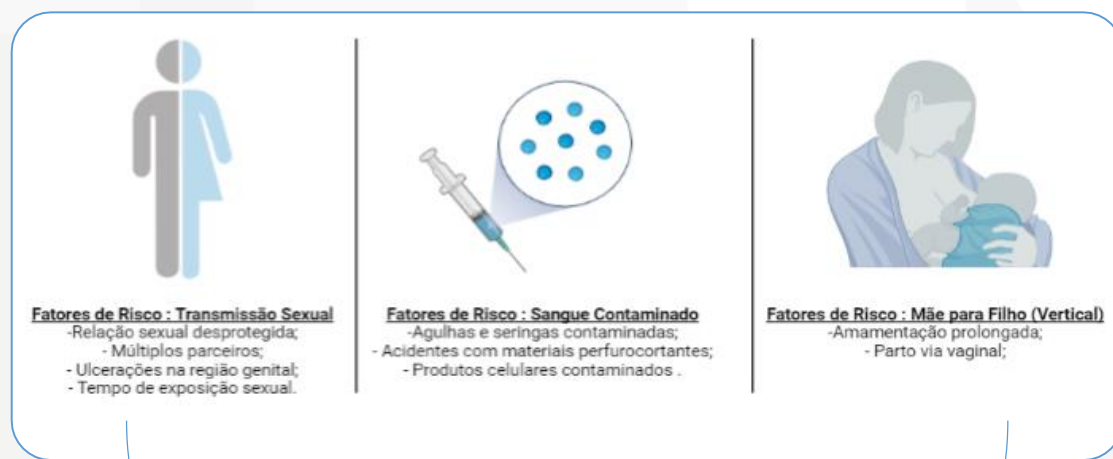 Fatores de Risco : Transmissão Sexual
-Relação sexual desprotegida;
- Múltiplos parceiros;
- Ulcerações na região genital;
- Tempo de exposição sexual.
Fatores de Risco : Sangue Contaminado
-Agulhas e seringas contaminadas;
- Acidentes com materiais perfurocortantes;
- Produtos celulares contaminados .
Fatores de Risco : Mãe para Filho (Vertical)
-Amamentação prolongada;
- Parto via vaginal;